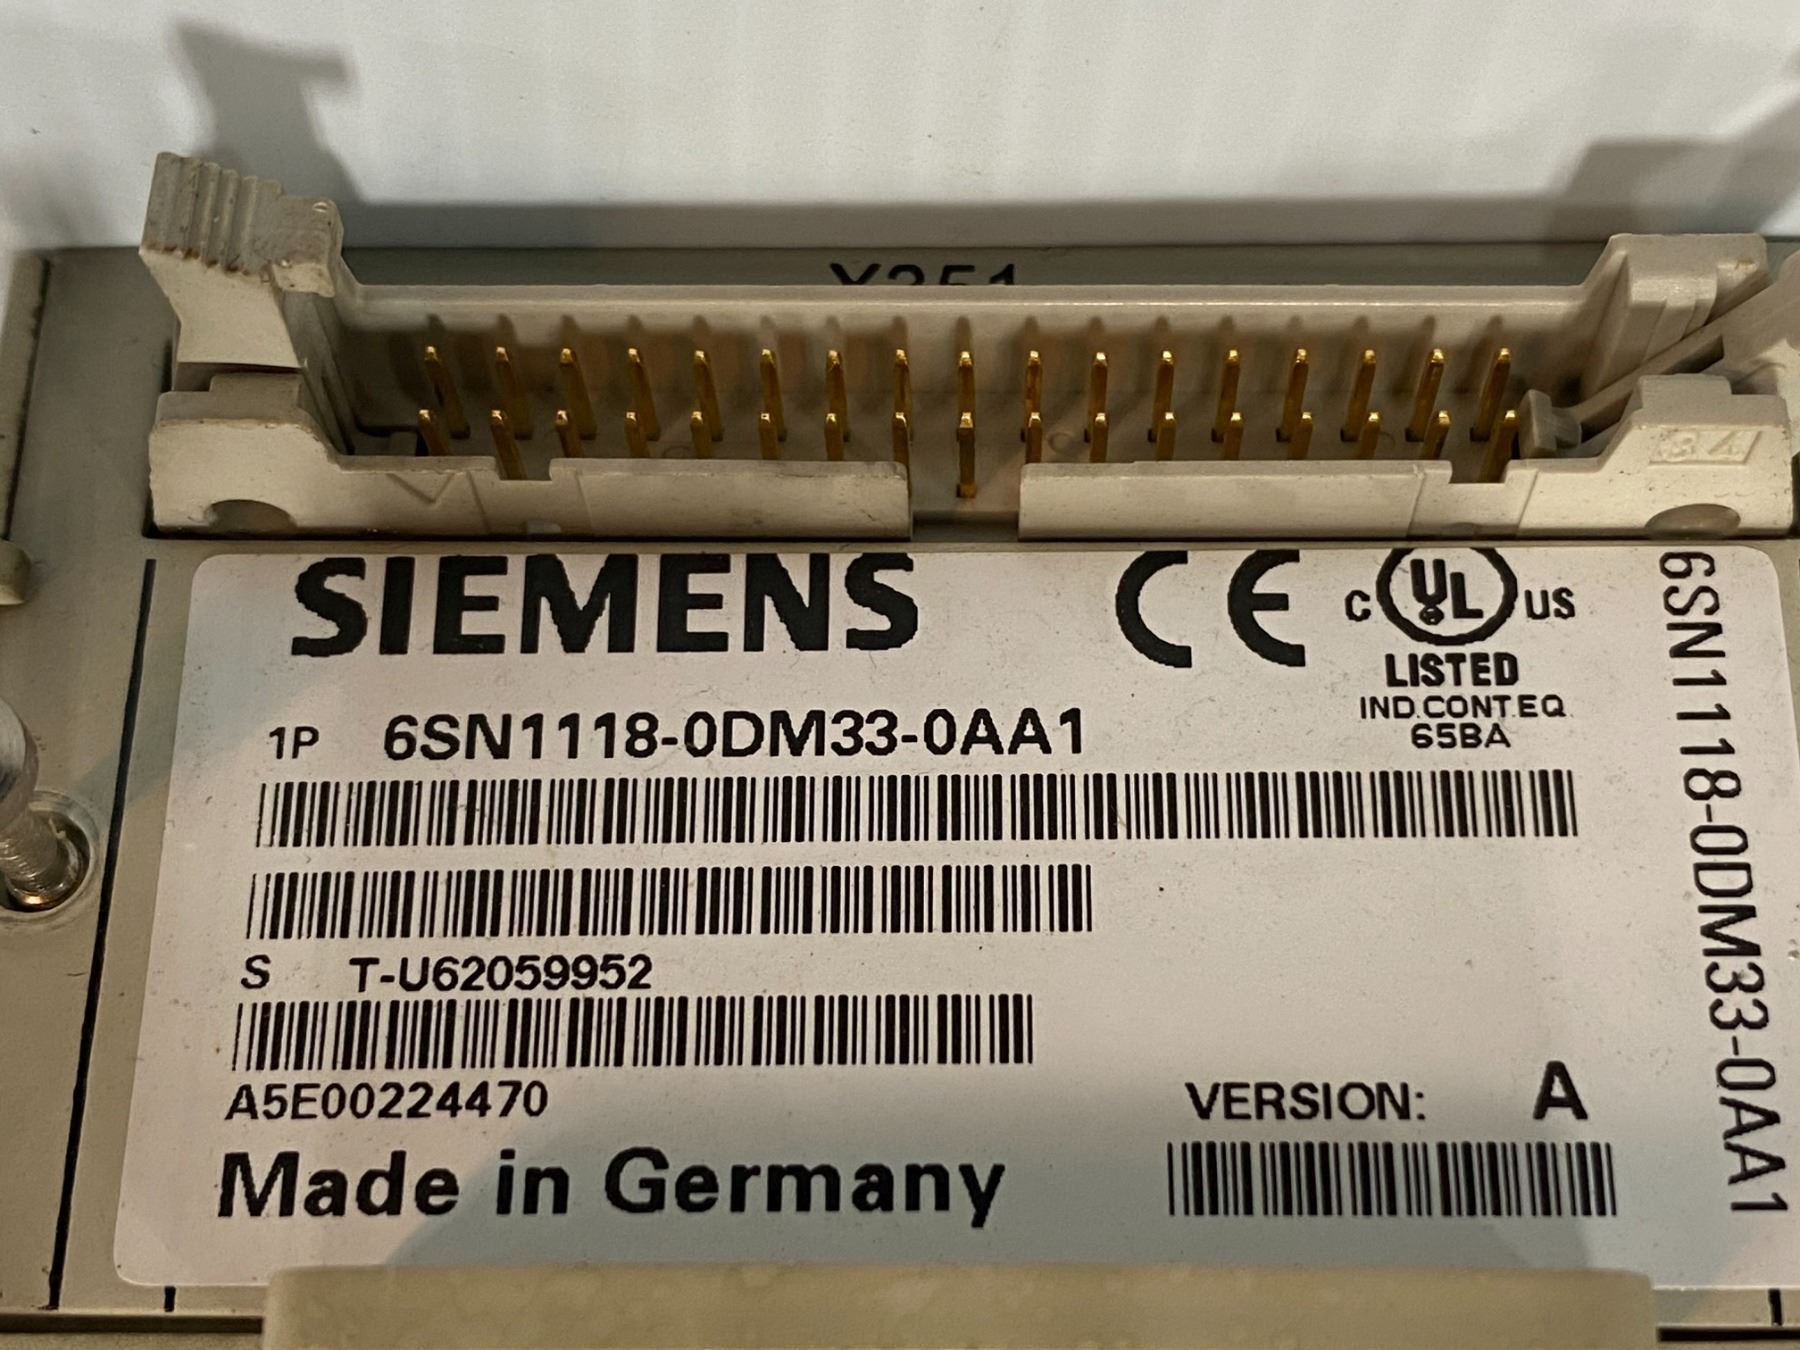 X351
34
SIEMENS
CE
C UL US
LISTED
IND.CONT.EQ.
65BA
1P 6SN1118-0DM33-0AA1
S T-U62059952
A5E00224470
VERSION: A
Made in Germany
6SN1118-0DM33-0AA1